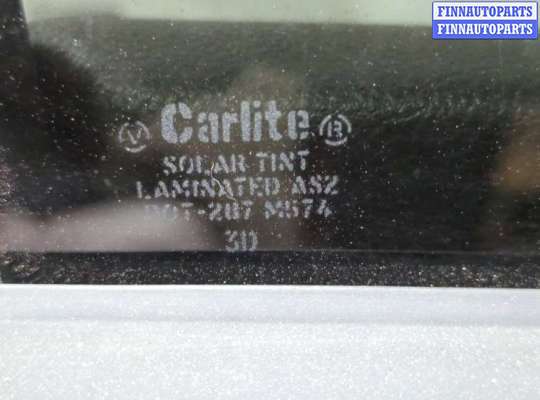 FINNAUTOPARTS
FINNAUTOPARTS
V Carlite R
SOLAR TINT
LAMINATED AS2
DOT-287 M574
3D